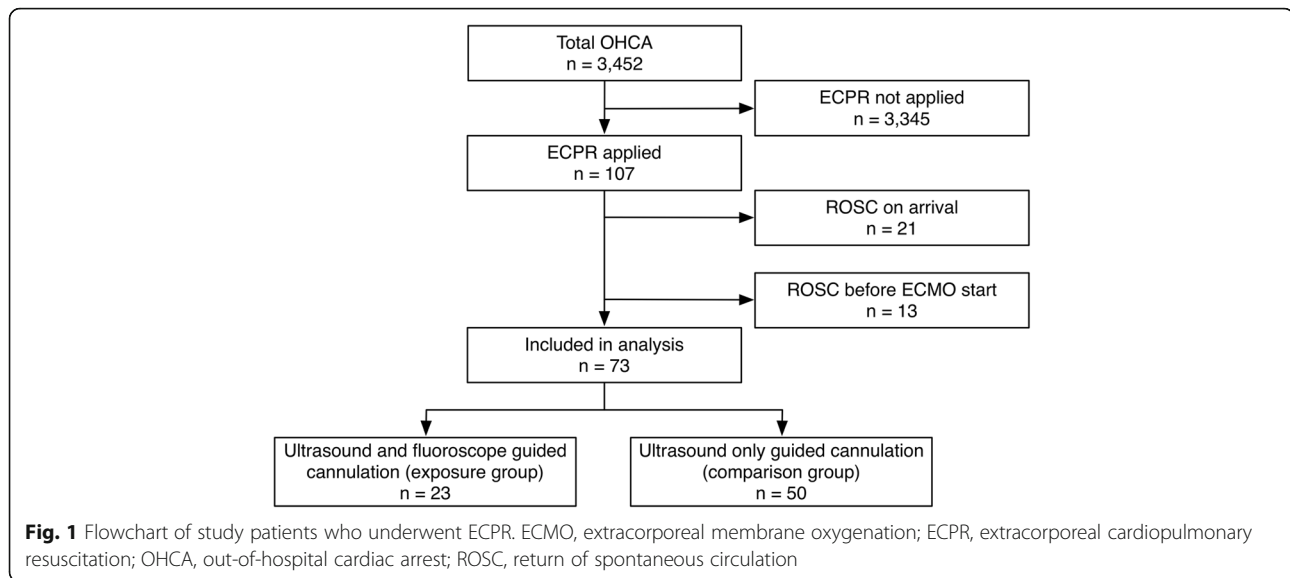 Total OHCA
n = 3,452
ECPR not applied
n = 3,345
ECPR applied
n = 107
ROSC on arrival
n = 21
ROSC before ECMO start
n = 13
Included in analysis
n = 73
Ultrasound and fluoroscope guided
cannulation (exposure group)
n = 23
Ultrasound only guided cannulation
(comparison group)
n = 50
Fig. 1 Flowchart of study patients who underwent ECPR. ECMO, extracorporeal membrane oxygenation; ECPR, extracorporeal cardiopulmonary
resuscitation; OHCA, out-of-hospital cardiac arrest; ROSC, return of spontaneous circulation